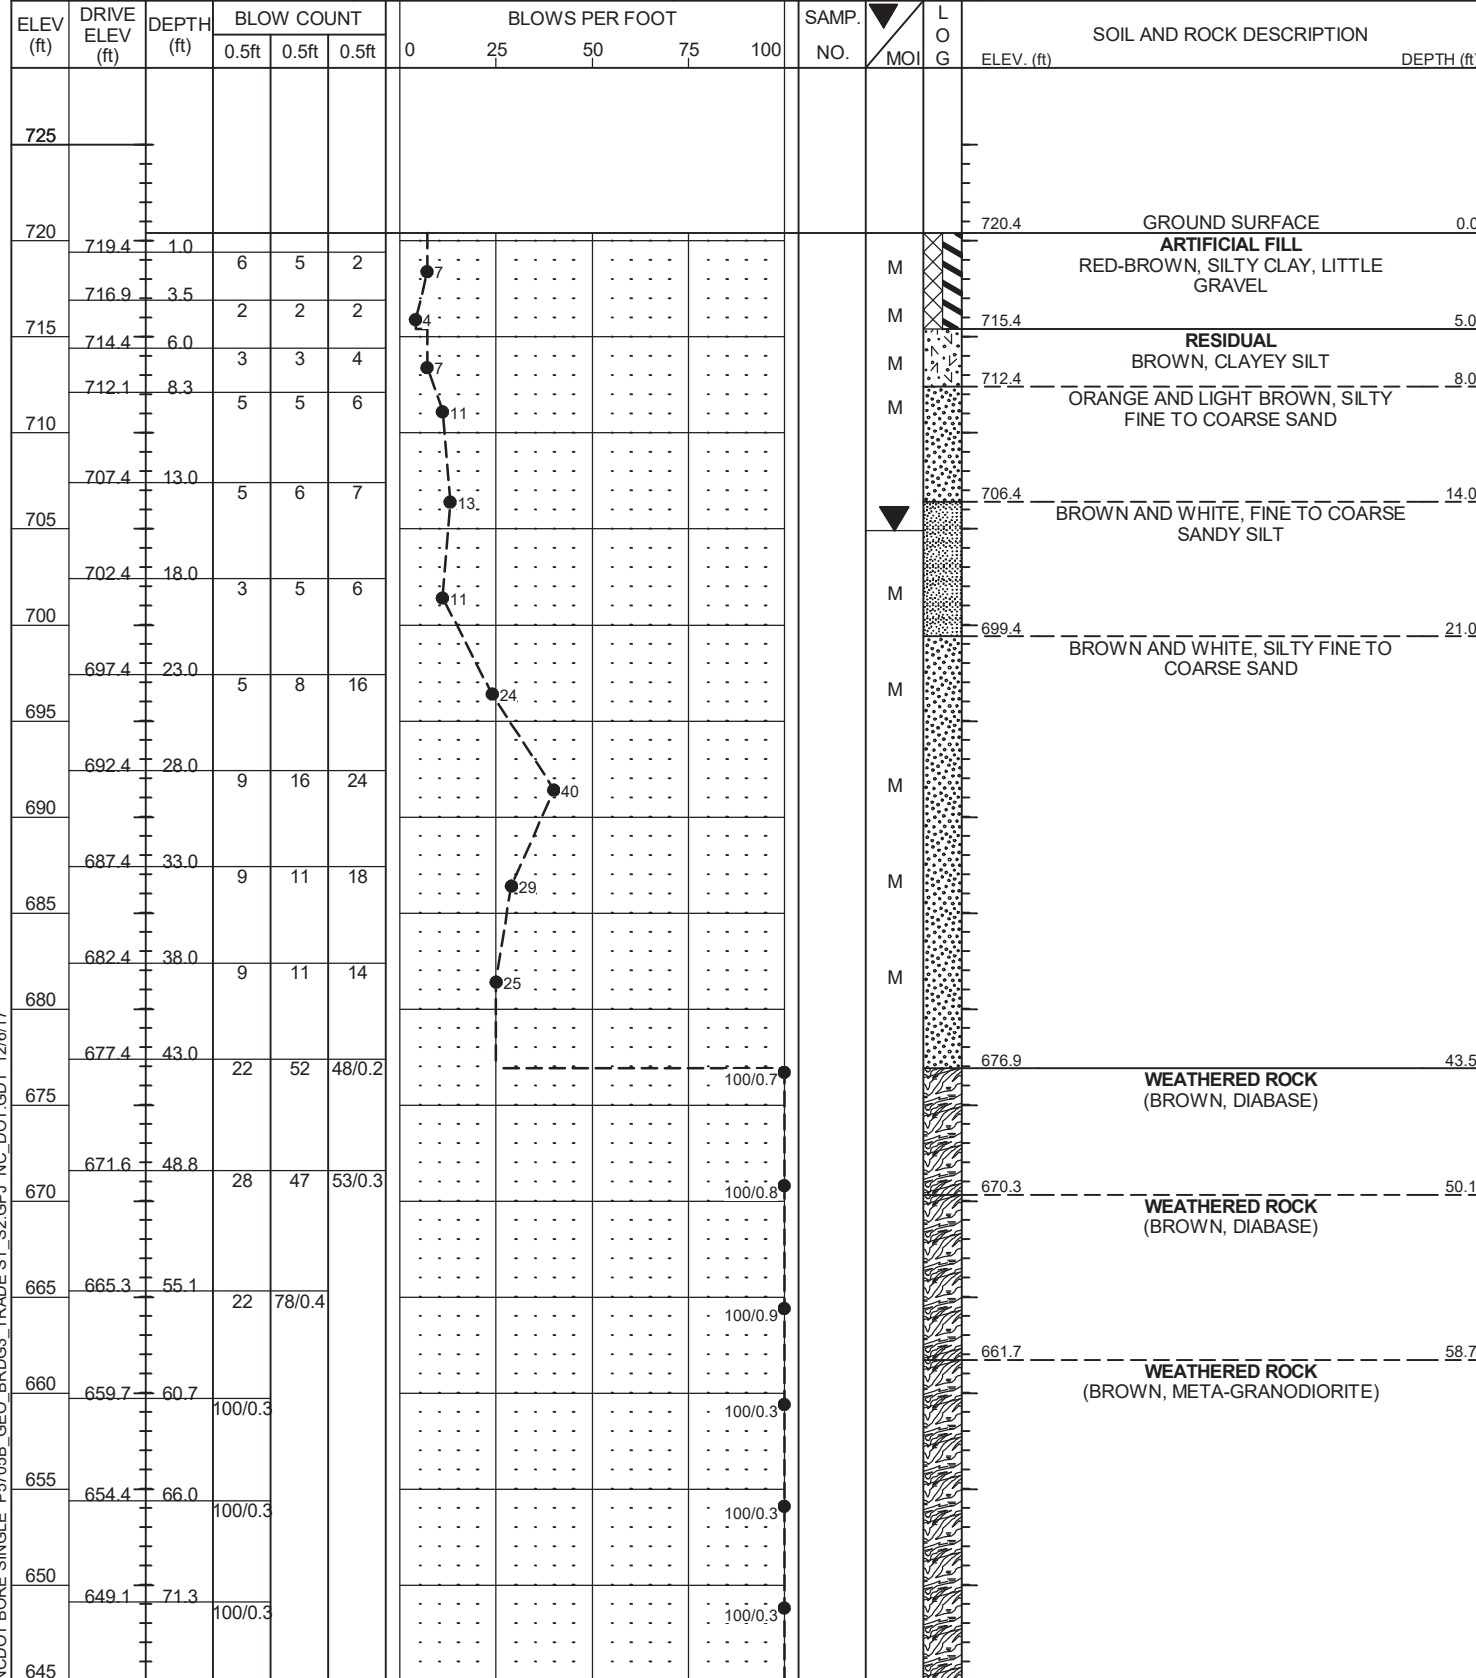 ELEV (ft) DRIVE ELEV (ft) DEPTH (ft) BLOW COUNT BLOWS PER FOOT SAMP. NO. MOI L O G SOIL AND ROCK DESCRIPTION
0.5ft 0.5ft 0.5ft 0 25 50 75 100 ELEV. (ft) DEPTH (ft)
725
720.4 GROUND SURFACE 0.0
720
719.4 1.0 ARTIFICIAL FILL
6 5 2 7 M RED-BROWN, SILTY CLAY, LITTLE
GRAVEL
716.9 3.5
2 2 2 4 M
715 715.4 5.0
714.4 6.0 RESIDUAL
3 3 4 7 M BROWN, CLAYEY SILT
712.4 8.0
712.1 8.3
5 5 6 11 M ORANGE AND LIGHT BROWN, SILTY
FINE TO COARSE SAND
710
707.4 13.0
5 6 7 13 706.4 14.0
BROWN AND WHITE, FINE TO COARSE
SANDY SILT
705
702.4 18.0
3 5 6 11 M
700
699.4 21.0
BROWN AND WHITE, SILTY FINE TO
COARSE SAND
697.4 23.0
5 8 16 24 M
695
692.4 28.0
9 16 24 40 M
690
687.4 33.0
9 11 18 29 M
685
682.4 38.0
9 11 14 25 M
680
677.4 43.0
676.9 43.5
22 52 48/0.2 100/0.7 WEATHERED ROCK
(BROWN, DIABASE)
675
671.6 48.8
28 47 53/0.3 100/0.8
670 670.3 50.1
WEATHERED ROCK
(BROWN, DIABASE)
665
665.3 55.1
22 78/0.4 100/0.9
661.7 58.7
WEATHERED ROCK
(BROWN, META-GRANODIORITE)
660
659.7 60.7
100/0.3 100/0.3
655
654.4 66.0
100/0.3 100/0.3
650
649.1 71.3
100/0.3 100/0.3
645
NCDOT BORE SINGLE P5705B_GEO_BRDGS_TRADE ST_S2.GPJ NC_DOT.GDT 12/6/17